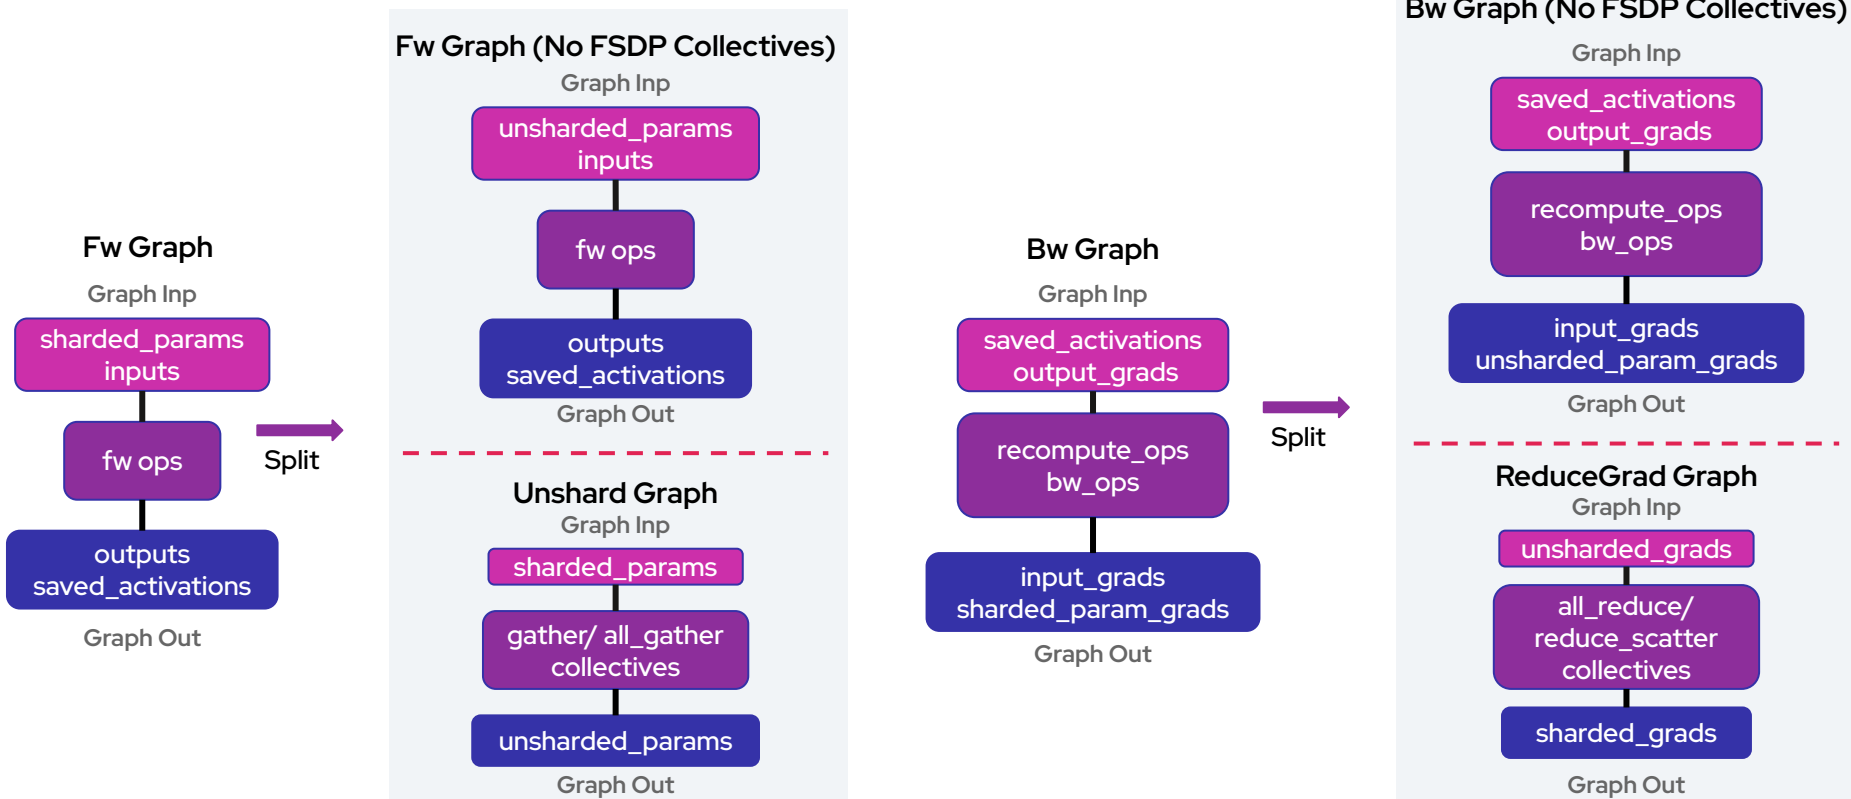 Fw Graph
Graph Inp
sharded_params
inputs
fw ops
outputs
saved_activations
Graph Out
Split
Fw Graph (No FSDP Collectives)
Graph Inp
unsharded_params
inputs
fw ops
outputs
saved_activations
Graph Out
Unshard Graph
Graph Inp
sharded_params
gather/ all_gather
collectives
unsharded_params
Graph Out
Bw Graph
Graph Inp
saved_activations
output_grads
recompute_ops
bw_ops
input_grads
sharded_param_grads
Graph Out
Split
Bw Graph (No FSDP Collectives)
Graph Inp
saved_activations
output_grads
recompute_ops
bw_ops
input_grads
unsharded_param_grads
Graph Out
ReduceGrad Graph
Graph Inp
unsharded_grads
all_reduce/
reduce_scatter
collectives
sharded_grads
Graph Out